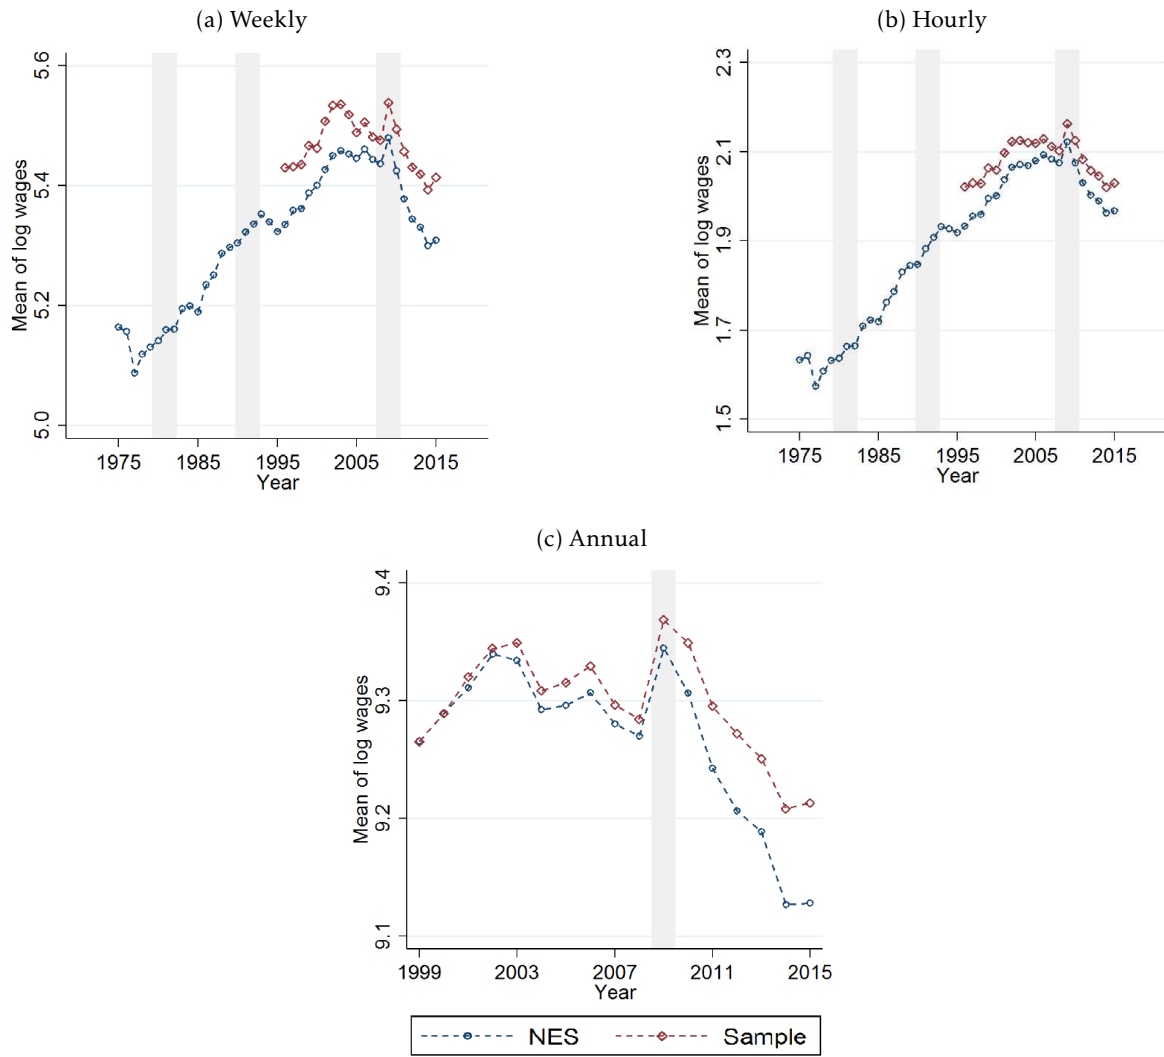 (a) Weekly
Mean of log wages
5.6
5.4
5.2
5.0
1975 1985 1995 2005 2015
Year
(b) Hourly
Mean of log wages
2.3
2.1
1.9
1.7
1.5
1975 1985 1995 2005 2015
Year
(c) Annual
Mean of log wages
9.4
9.3
9.2
9.1
1999 2003 2007 2011 2015
Year
NES Sample